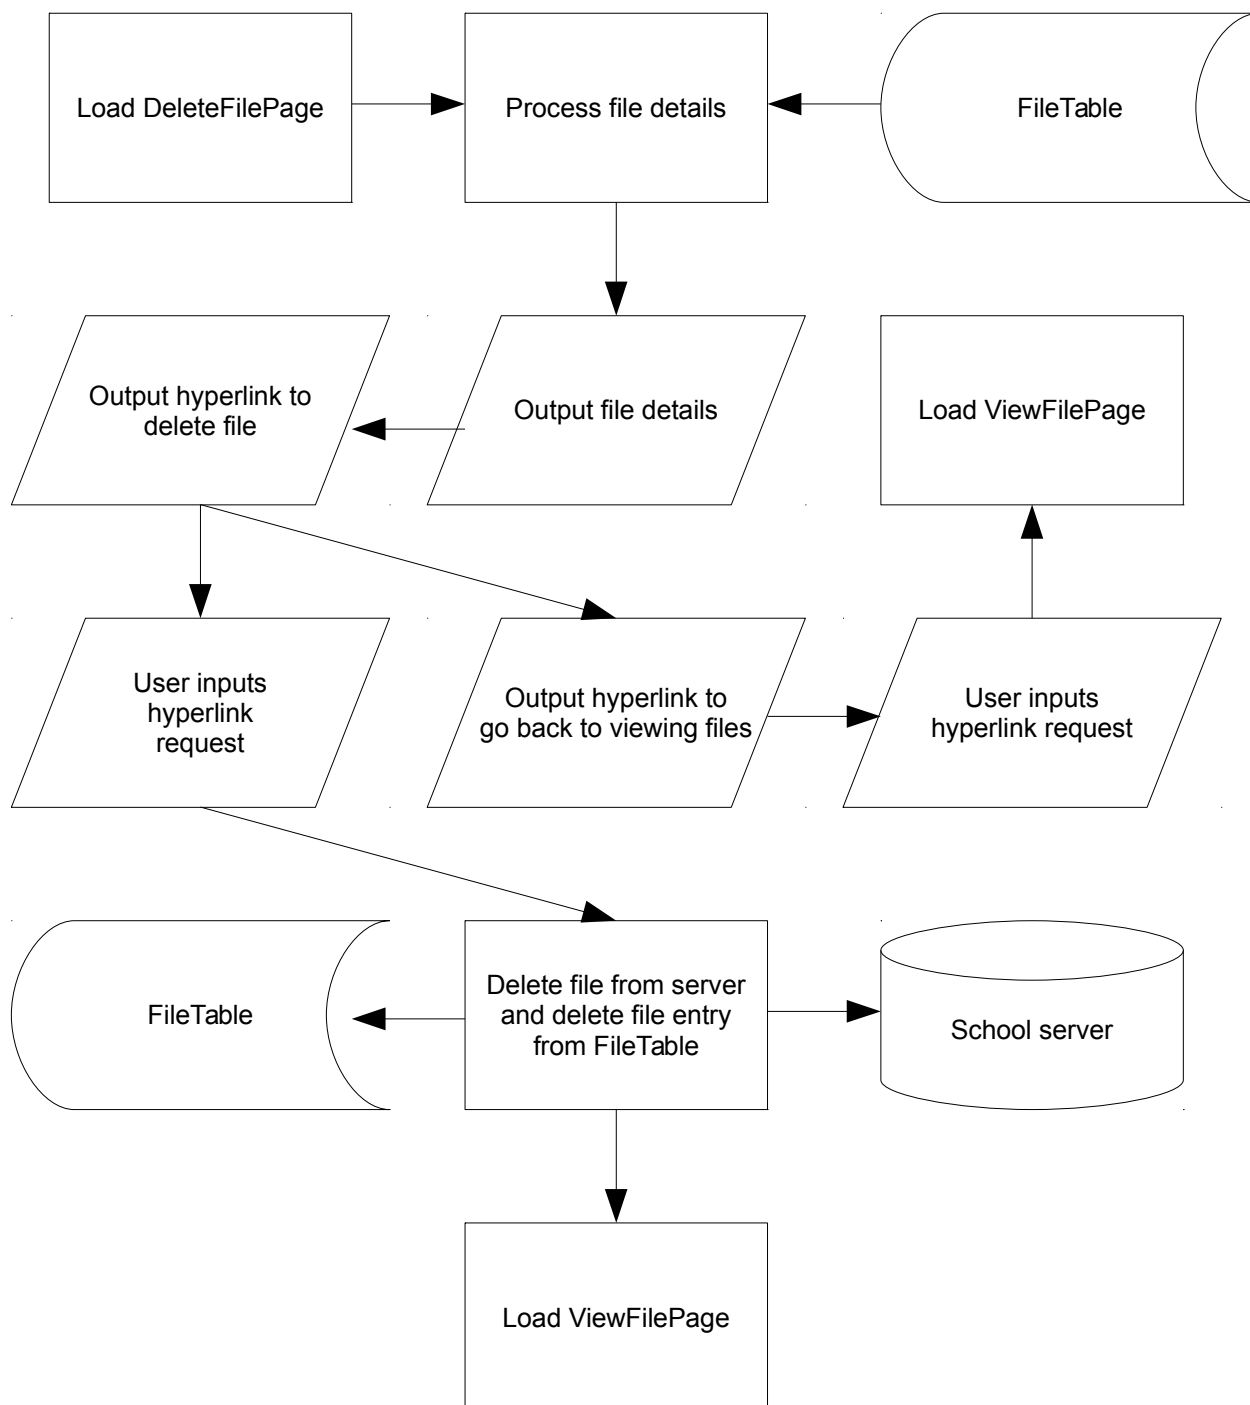 Load DeleteFilePage
Process file details
FileTable
Output hyperlink to
delete file
Output file details
Load ViewFilePage
User inputs
hyperlink
request
Output hyperlink to
go back to viewing files
User inputs
hyperlink request
FileTable
Delete file from server
and delete file entry
from FileTable
School server
Load ViewFilePage